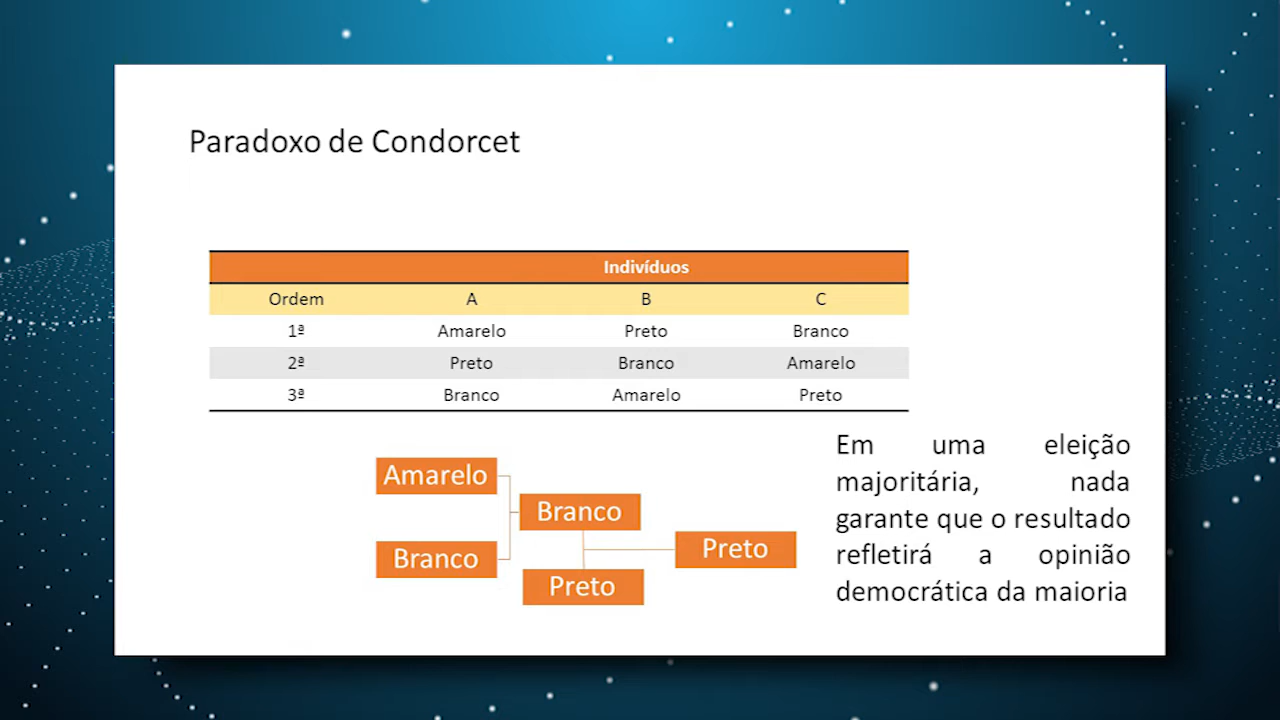 Paradoxo de Condorcet
Indivíduos
Ordem A B C
1ª Amarelo Preto Branco
2ª Preto Branco Amarelo
3ª Branco Amarelo Preto
Amarelo
Branco
Branco
Preto
Preto
Em uma eleição
majoritária, nada
garante que o resultado
refletirá a opinião
democrática da maioria